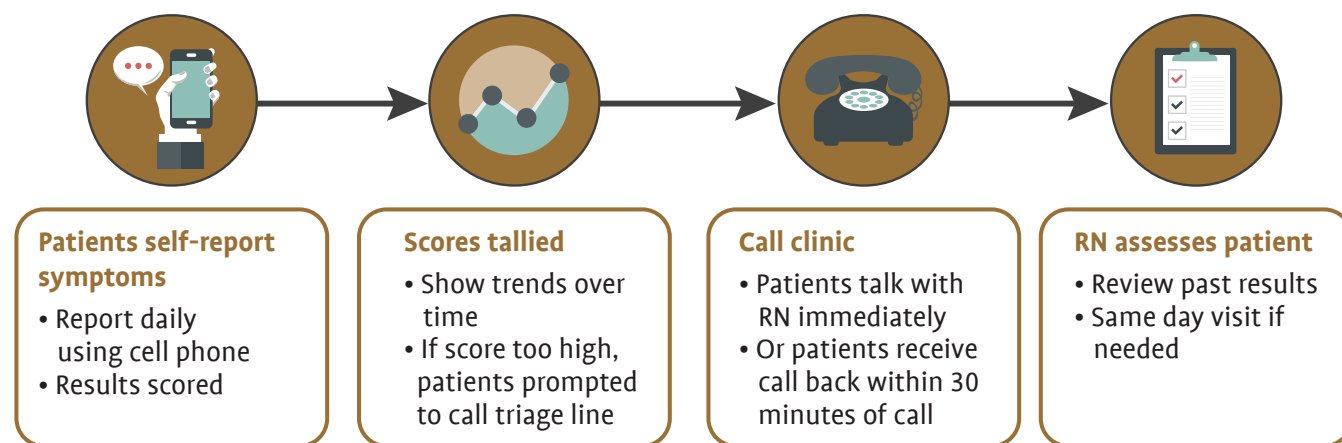 Patients self-report
symptoms
• Report daily
using cell phone
• Results scored
Scores tallied
• Show trends over
time
• If score too high,
patients prompted
to call triage line
Call clinic
• Patients talk with
RN immediately
• Or patients receive
call back within 30
minutes of call
RN assesses patient
• Review past results
• Same day visit if
needed